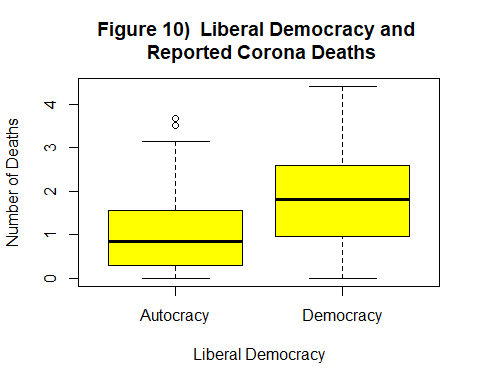 Figure 10)  Liberal Democracy and
Reported Corona Deaths
Number of Deaths
4
3
2
1
0
Autocracy
Democracy
Liberal Democracy